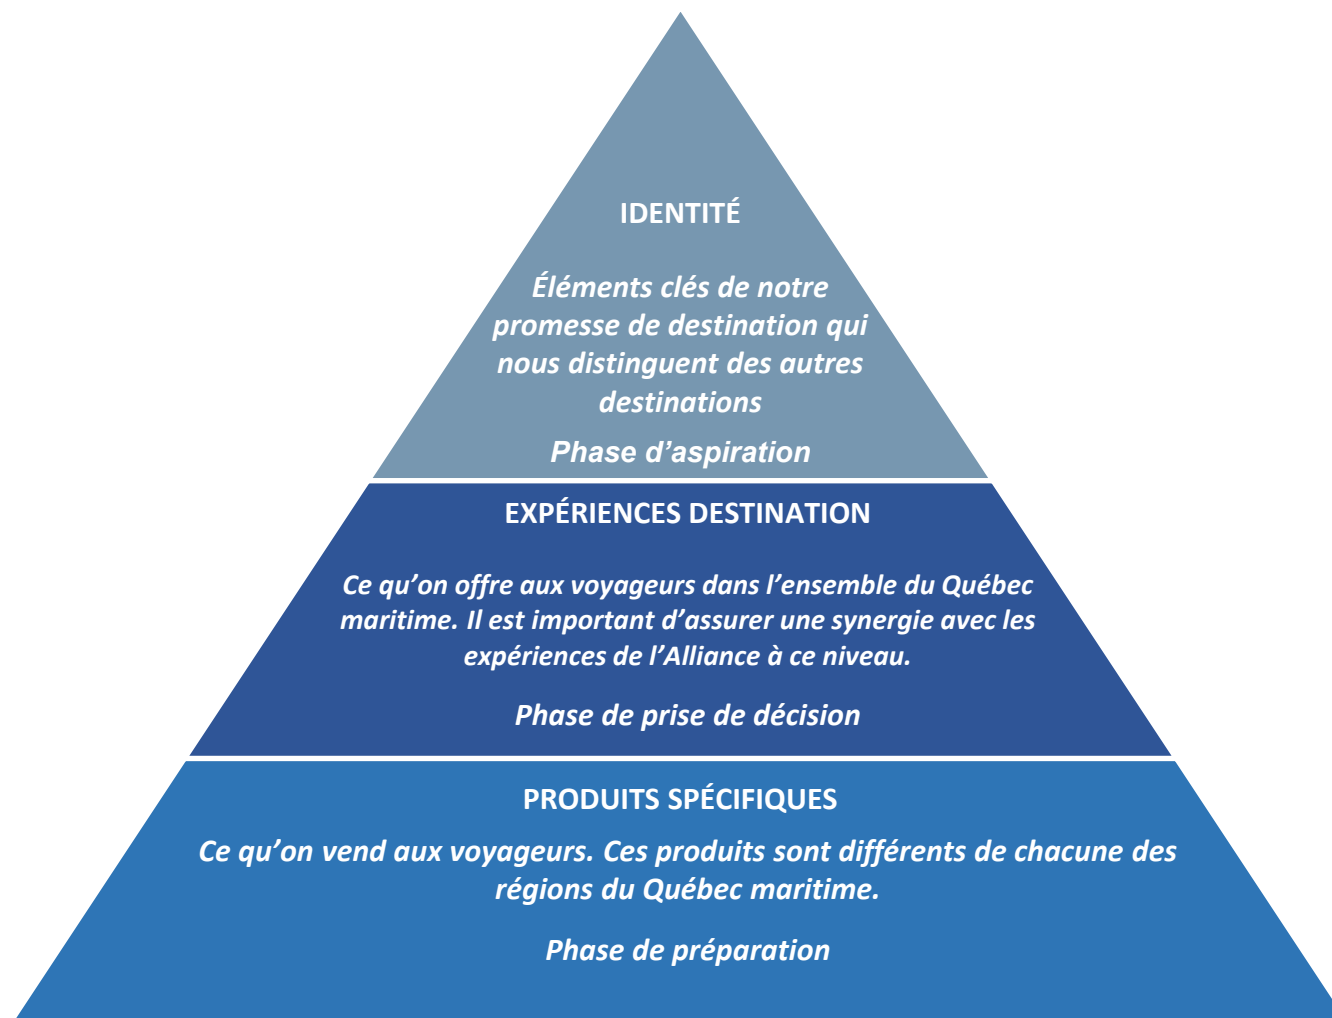 IDENTITÉ
Éléments clés de notre
promesse de destination qui
nous distinguent des autres
destinations
Phase d’aspiration
EXPÉRIENCES DESTINATION
Ce qu’on offre aux voyageurs dans l’ensemble du Québec
maritime. Il est important d’assurer une synergie avec les
expériences de l’Alliance à ce niveau.
Phase de prise de décision
PRODUITS SPÉCIFIQUES
Ce qu’on vend aux voyageurs. Ces produits sont différents de chacune des
régions du Québec maritime.
Phase de préparation